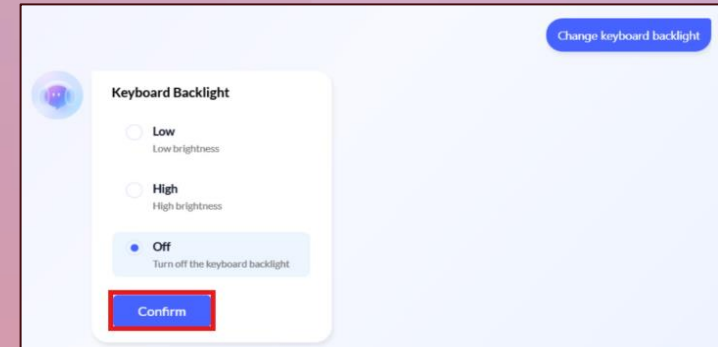 Change keyboard backlight
Keyboard Backlight
Low
Low brightness
High
High brightness
Off
Turn off the keyboard backlight
Confirm